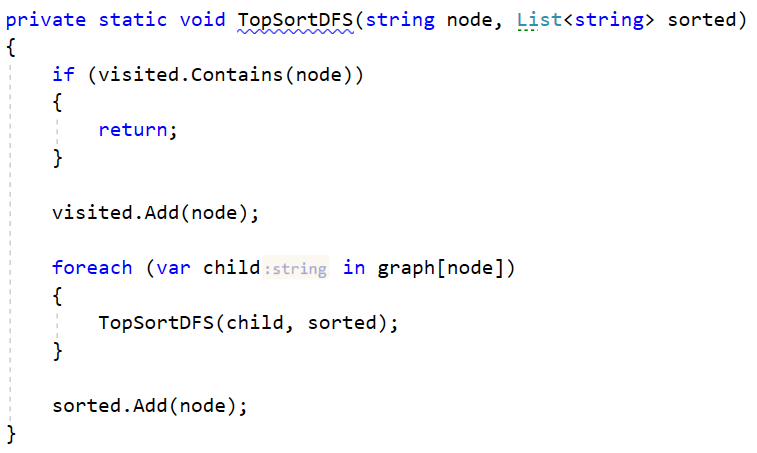 private static void TopSortDFS(string node, List<string> sorted)
{
    if (visited.Contains(node))
    {
        return;
    }
    visited.Add(node);
    foreach (var child:string in graph[node])
    {
        TopSortDFS(child, sorted);
    }
    sorted.Add(node);
}